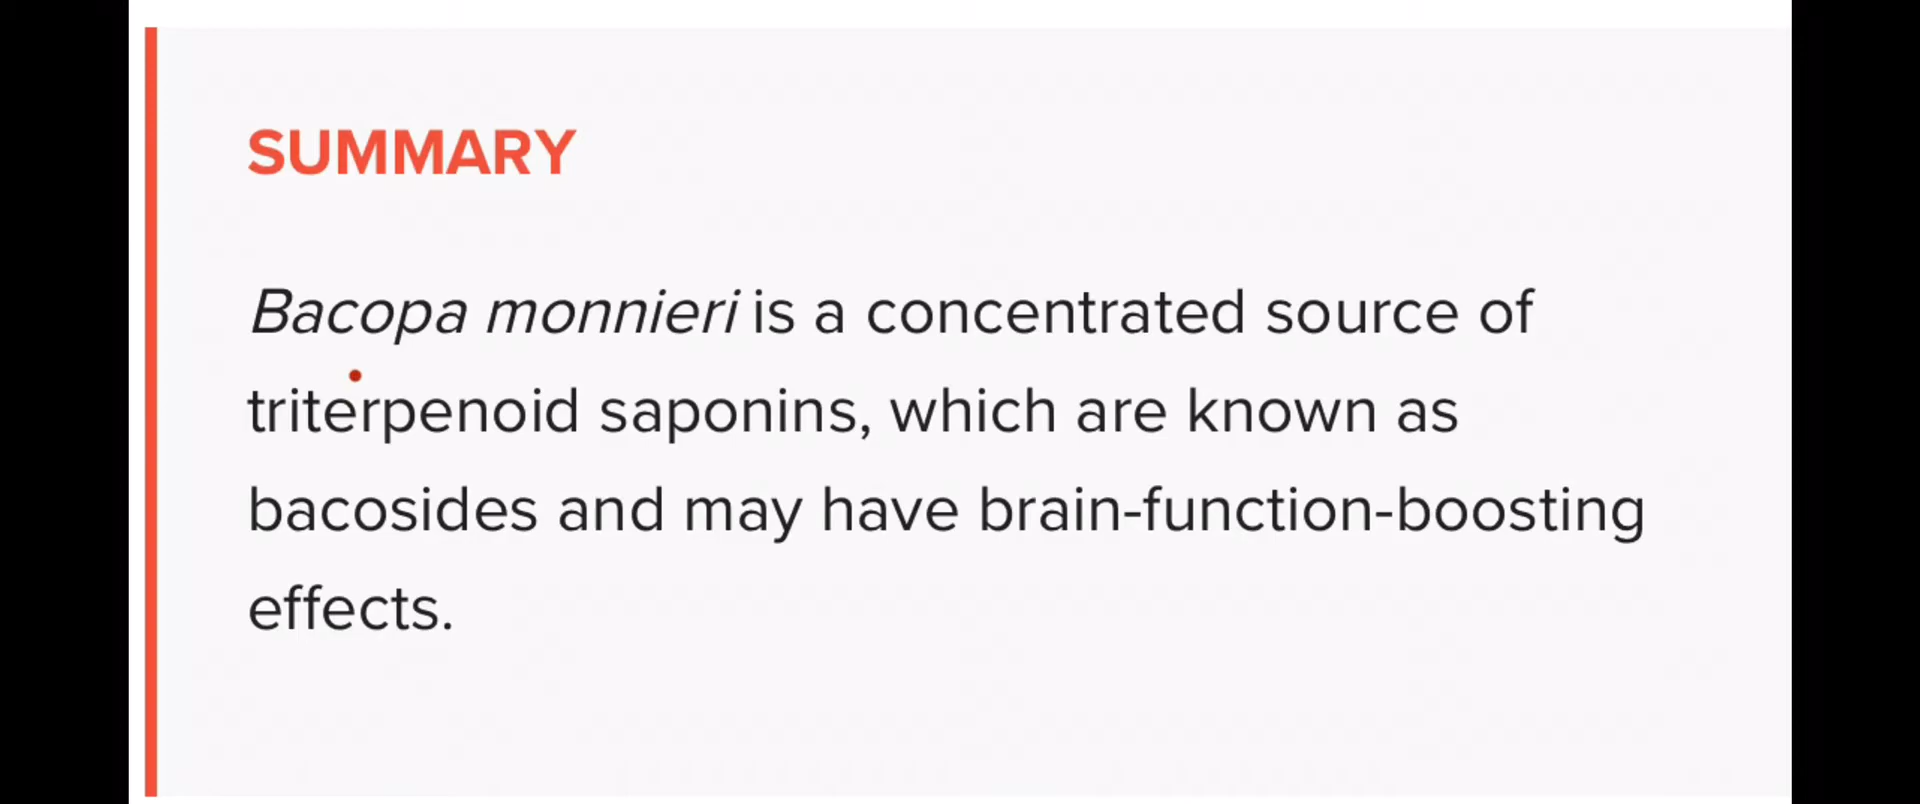 SUMMARY
Bacopa monnieri is a concentrated source of
triterpenoid saponins, which are known as
bacosides and may have brain-function-boosting
effects.